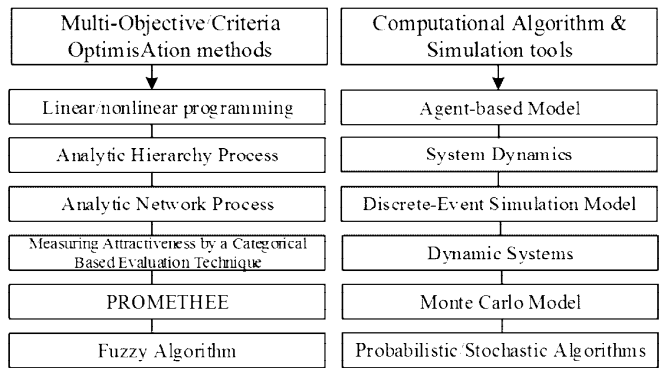 Multi-Objective/Criteria
OptimisAtion methods
Linear/nonlinear programming
Analytic Hierarchy Process
Analytic Network Process
Measuring Attractiveness by a Categorical
Based Evaluation Technique
PROMETHEE
Fuzzy Algorithm
Computational Algorithm &
Simulation tools
Agent-based Model
System Dynamics
Discrete-Event Simulation Model
Dynamic Systems
Monte Carlo Model
Probabilistic/Stochastic Algorithms